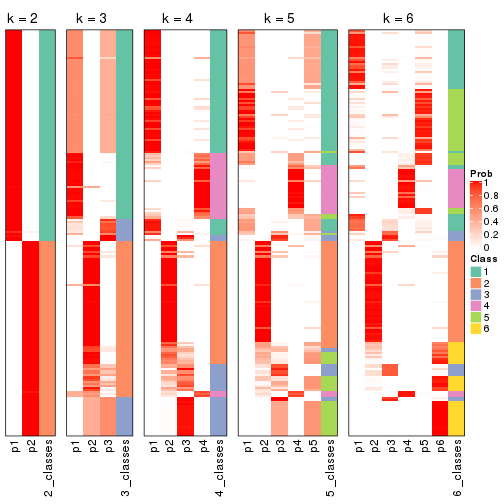 k = 2
k = 3
k = 4
k = 5
k = 6
Prob
1
0.8
0.6
0.4
0.2
0
Class
1
2
3
4
5
6
p1
p2
2_classes
p1
p2
p3
3_classes
p1
p2
p3
p4
4_classes
p1
p2
p3
p4
p5
5_classes
p1
p2
p3
p4
p5
p6
6_classes